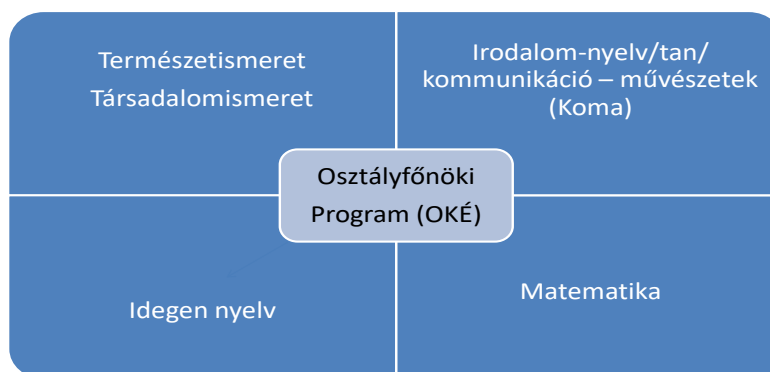 Természetismeret
Társadalomismeret
Irodalom-nyelv/tan/
kommunikáció – művészetek
(Koma)
Osztályfőnöki
Program (OKÉ)
Idegen nyelv
Matematika